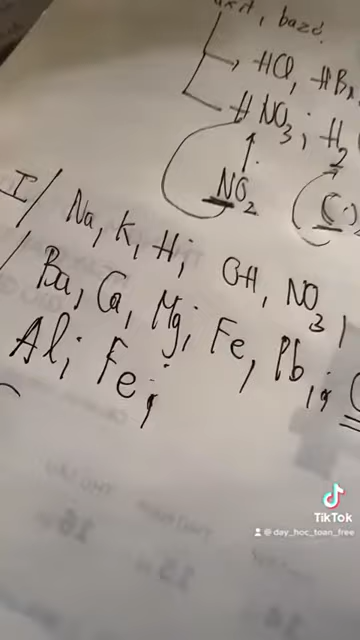 axit, bazơ.
HCl, HBr
HNO3; H2
NO2
I/ Na, K, H; OH, NO3,
/ Ba, Ca, Mg, Fe, Pb,
Al; Fe;
TikTok
@day_hoc_toan_free